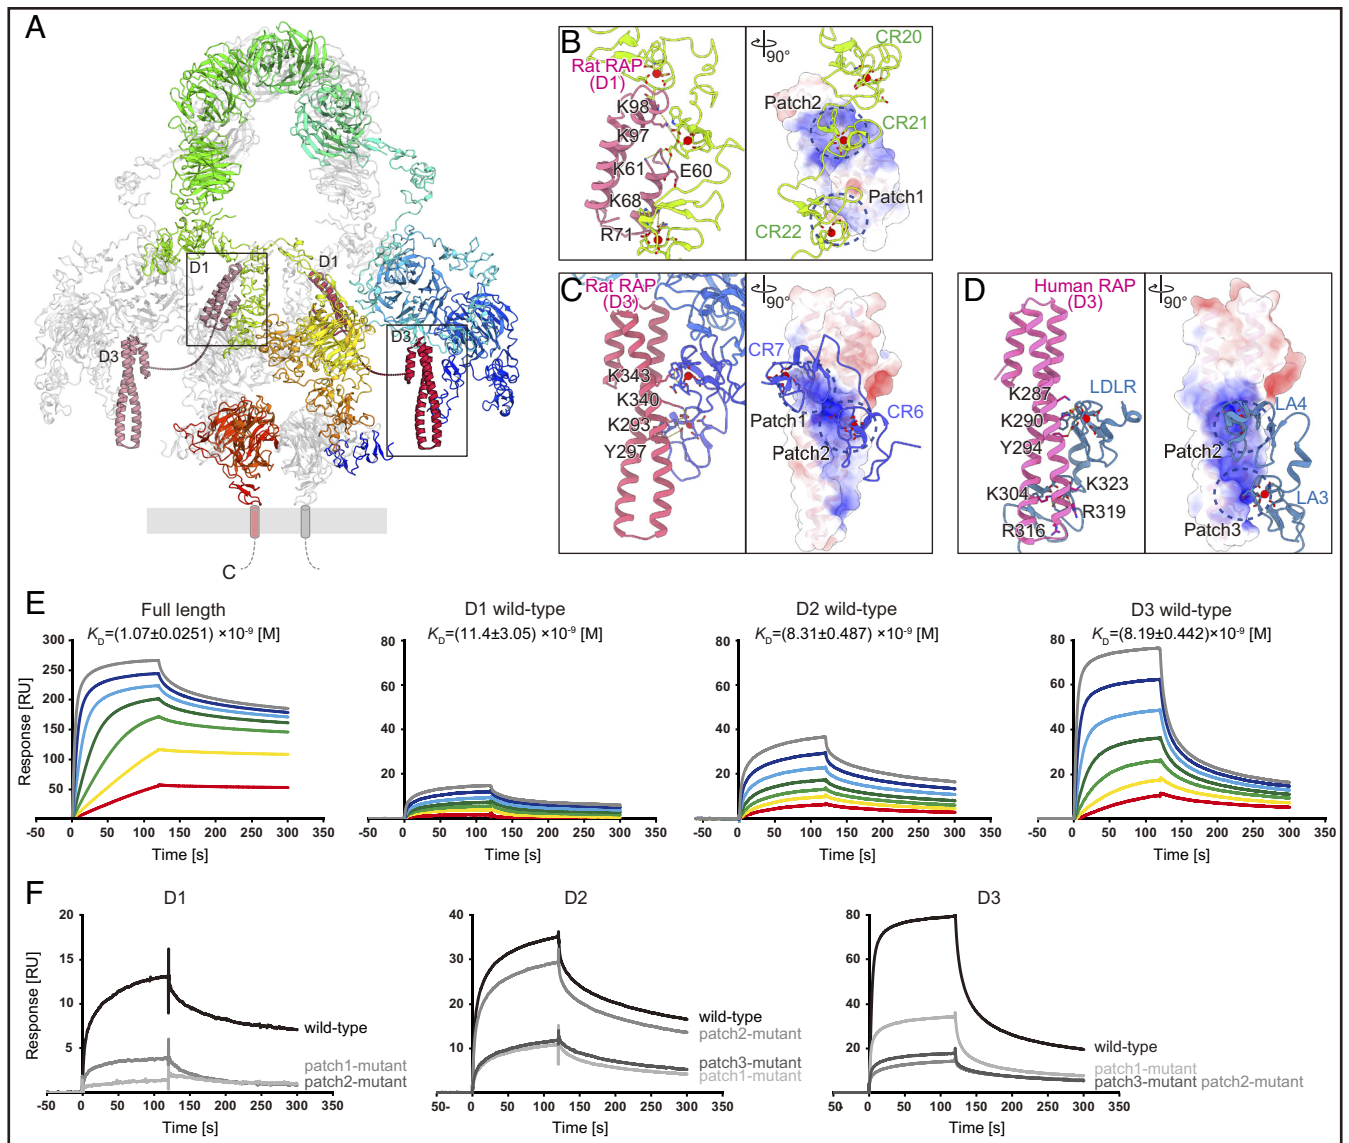 A
D1
D1
D3
D3
C
B
Rat RAP
(D1)
K98
K97
K61
E60
K68
R71
90°
CR20
Patch2
CR21
Patch1
CR22
C
Rat RAP
(D3)
K343
K340
K293
Y297
90°
CR7
CR6
Patch1
Patch2
D
Human RAP
(D3)
K287
LDLR
K290
Y294
K304
K323
R319
R316
90°
LA4
Patch2
LA3
Patch3
E
Full length
K_D=(1.07±0.0251) ×10⁻⁹ [M]
300
250
200
150
100
50
Response [RU]
-50 0 50 100 150 200 250 300 350
Time [s]
D1 wild-type
K_D=(11.4±3.05) ×10⁻⁹ [M]
80
60
40
20
-50 0 50 100 150 200 250 300 350
Time [s]
D2 wild-type
K_D=(8.31±0.487) ×10⁻⁹ [M]
80
60
40
20
-50 0 50 100 150 200 250 300 350
Time [s]
D3 wild-type
K_D=(8.19±0.442)×10⁻⁹ [M]
80
60
40
20
-50 0 50 100 150 200 250 300 350
Time [s]
F
D1
20
15
10
5
Response [RU]
wild-type
patch1-mutant
patch2-mutant
-50 0 50 100 150 200 250 300 350
Time [s]
D2
40
30
20
10
wild-type
patch2-mutant
patch3-mutant
patch1-mutant
50- 0 50 100 150 200 250 300 350
Time [s]
D3
80
60
40
20
wild-type
patch1-mutant
patch3-mutant patch2-mutant
50- 0 50 100 150 200 250 300 350
Time [s]